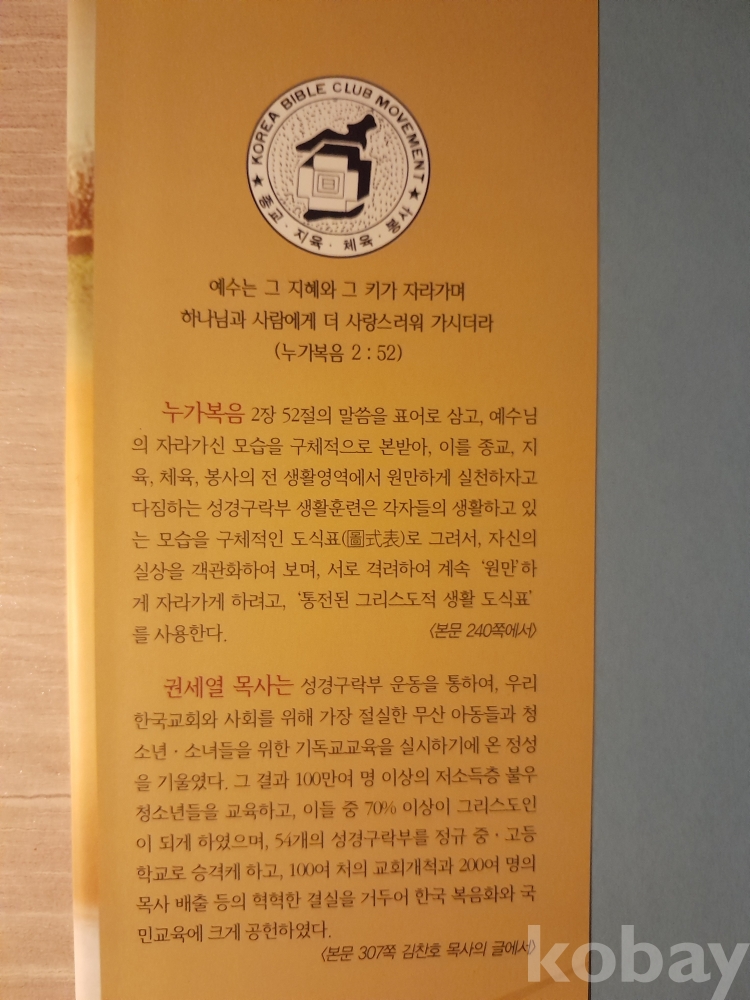 ★ KOREA BIBLE CLUB MOVEMENT ★
종교·지육·체육·봉사
예수는 그 지혜와 그 키가 자라가며
하나님과 사람에게 더 사랑스러워 가시더라
(누가복음 2 : 52)
누가복음 2장 52절의 말씀을 표어로 삼고, 예수님
의 자라가신 모습을 구체적으로 본받아, 이를 종교, 지
육, 체육, 봉사의 전 생활영역에서 원만하게 실천하자고
다짐하는 성경구락부 생활훈련은 각자들의 생활하고 있
는 모습을 구체적인 도식표(圖式表)로 그려서, 자신의
실상을 객관화하여 보며, 서로 격려하여 계속 ‘원만’하
게 자라가게 하려고, ‘통전된 그리스도적 생활 도식표’
를 사용한다.
〈본문 240쪽에서〉
권세열 목사는 성경구락부 운동을 통하여, 우리
한국교회와 사회를 위해 가장 절실한 무산 아동들과 청
소년·소녀들을 위한 기독교교육을 실시하기에 온 정성
을 기울였다. 그 결과 100만여 명 이상의 저소득층 불우
청소년들을 교육하고, 이들 중 70% 이상이 그리스도인
이 되게 하였으며, 54개의 성경구락부를 정규 중·고등
학교로 승격케 하고, 100여 처의 교회개척과 200여 명의
목사 배출 등의 혁혁한 결실을 거두어 한국 복음화와 국
민교육에 크게 공헌하였다.
〈본문 307쪽 김찬호 목사의 글에서〉
kobay